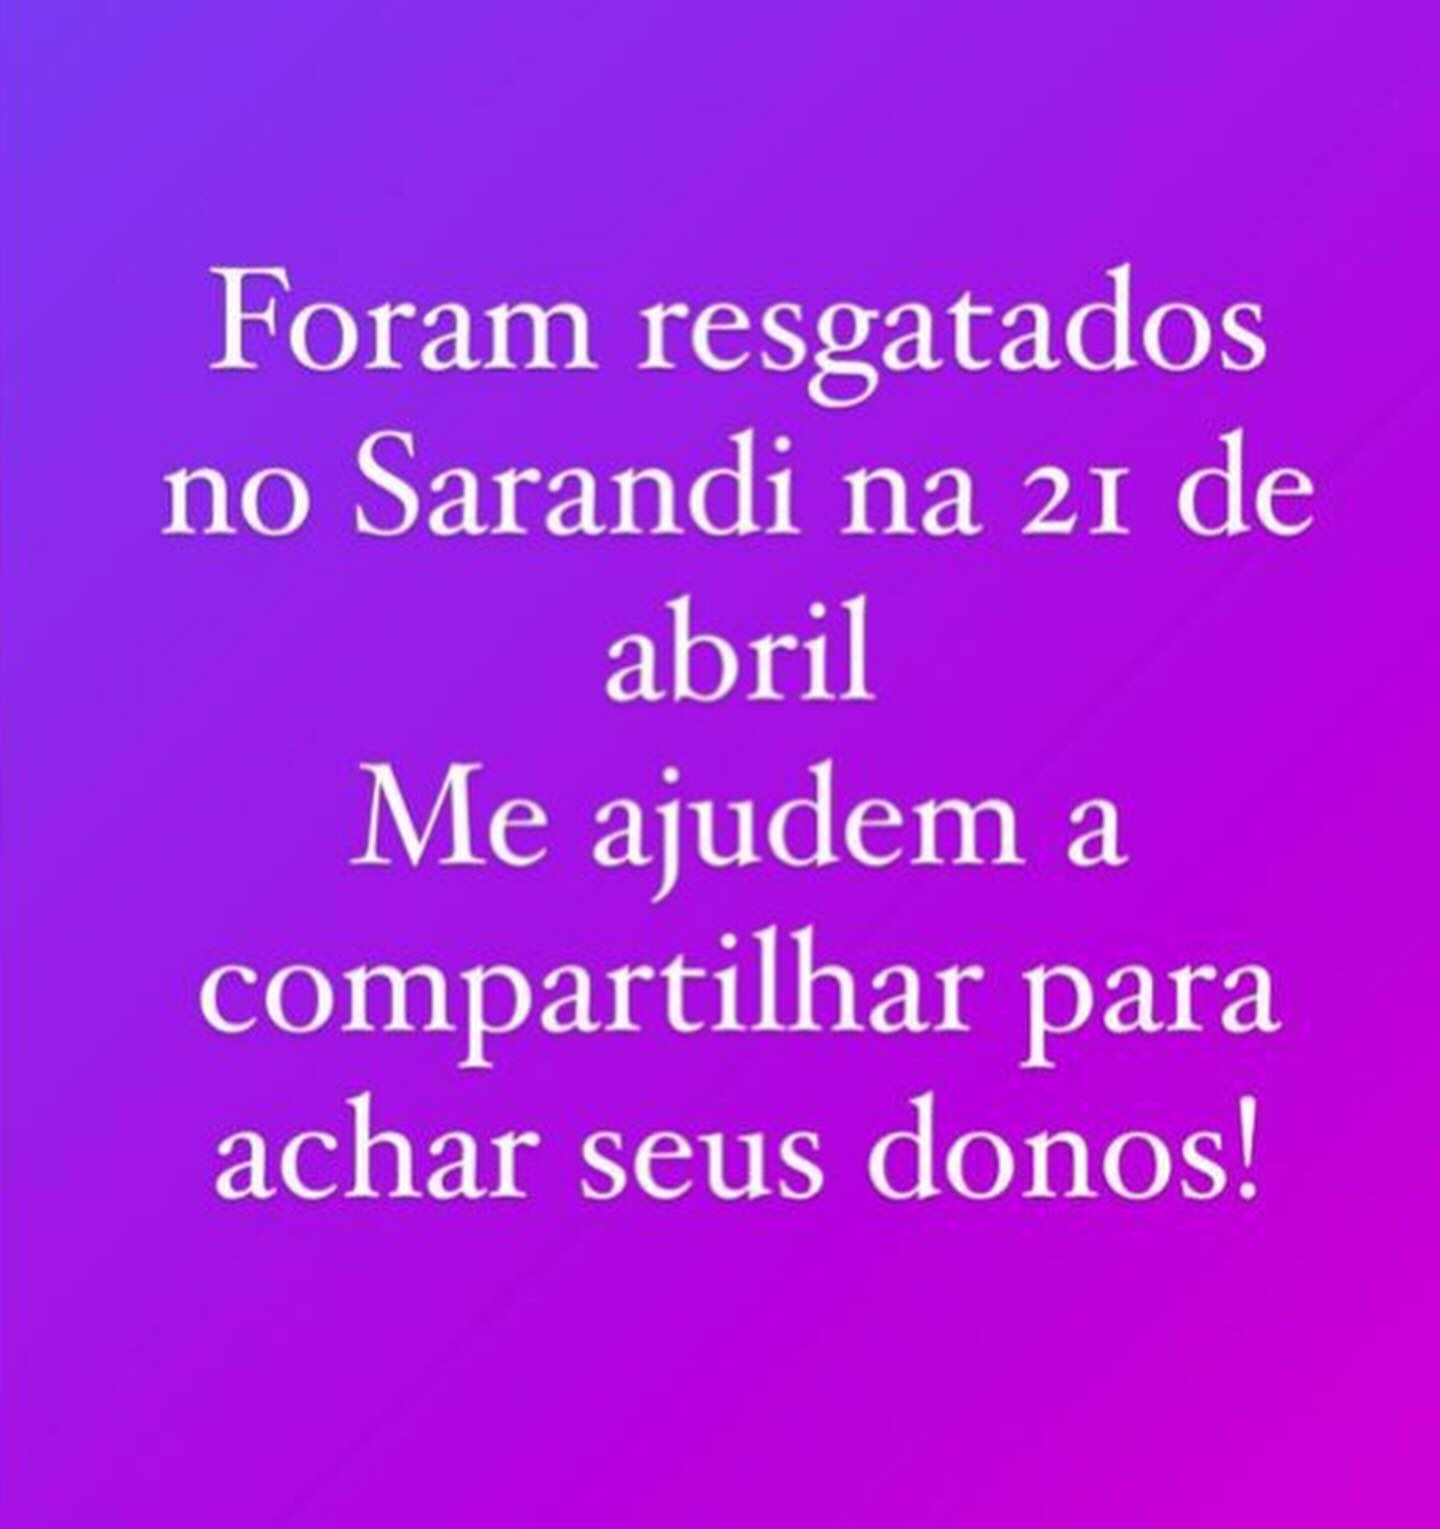 Foram resgatados
no Sarandi na 21 de
abril
Me ajudem a
compartilhar para
achar seus donos!